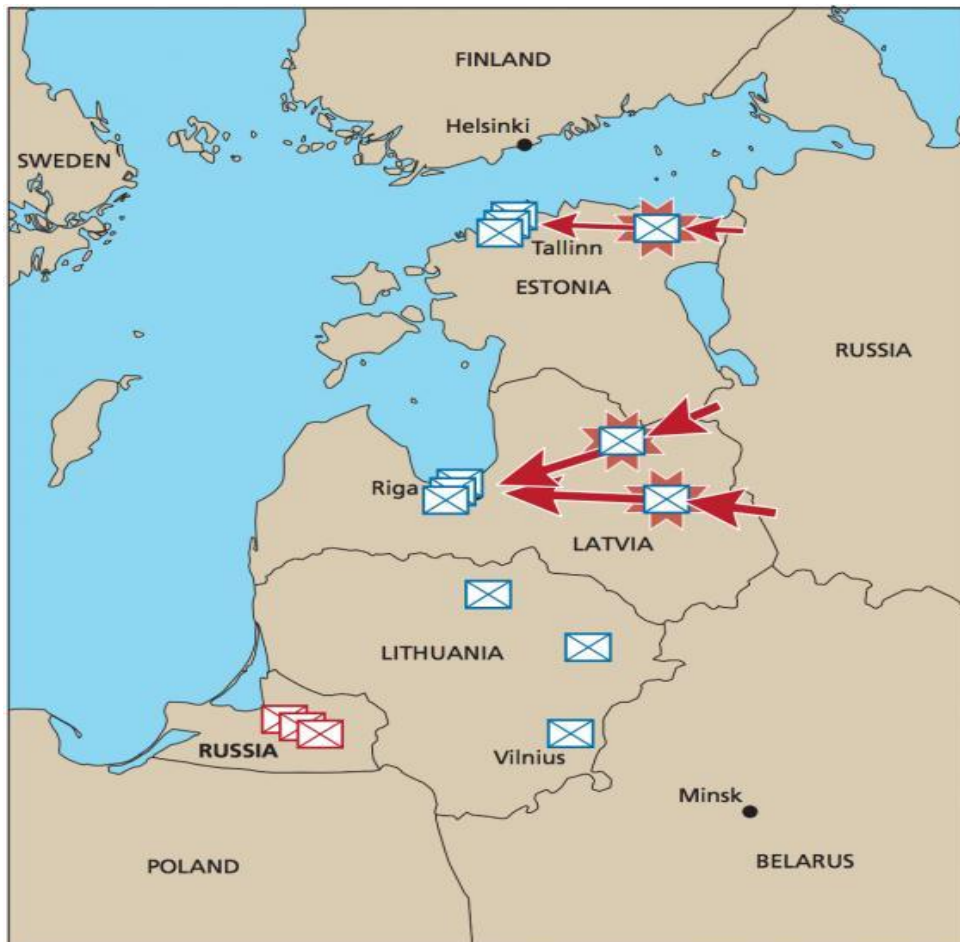 FINLAND
Helsinki
SWEDEN
Tallinn
ESTONIA
RUSSIA
Riga
LATVIA
LITHUANIA
RUSSIA
Vilnius
Minsk
POLAND
BELARUS